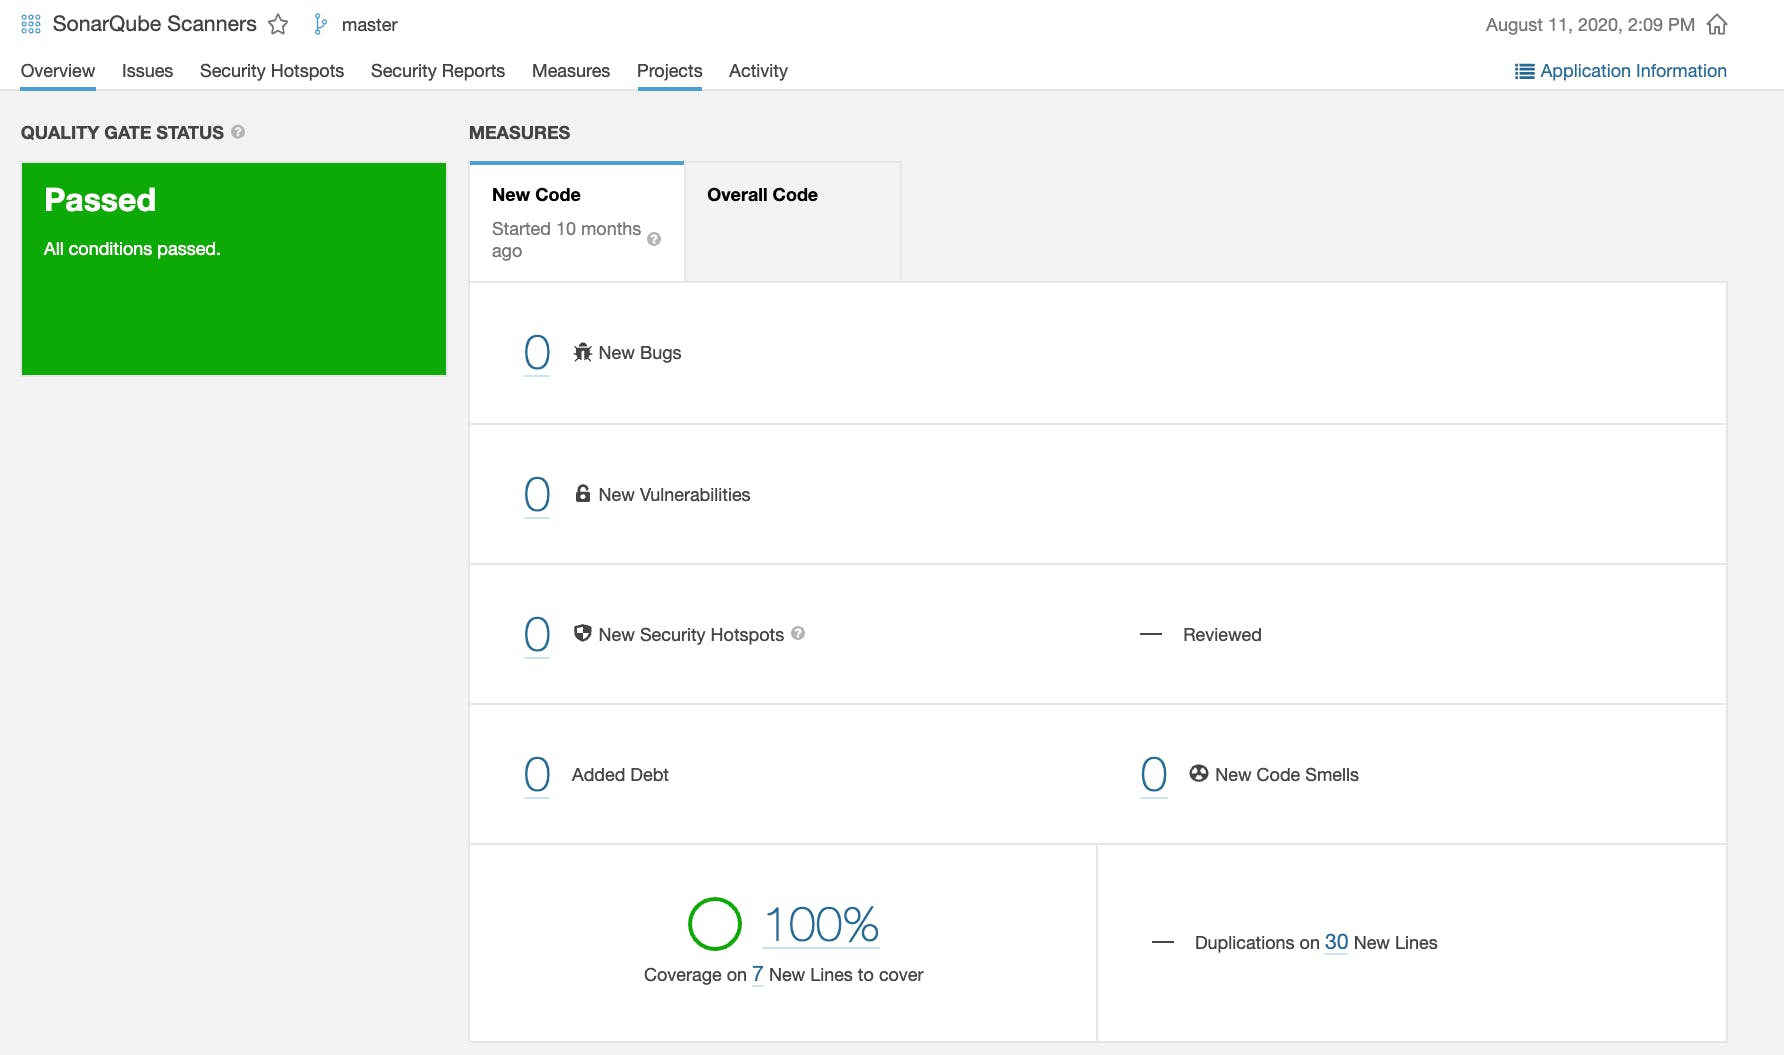 SonarQube Scanners master August 11, 2020, 2:09 PM
Overview Issues Security Hotspots Security Reports Measures Projects Activity Application Information
QUALITY GATE STATUS ?
Passed
All conditions passed.
MEASURES
New Code
Started 10 months
ago ?
Overall Code
0 New Bugs
0 New Vulnerabilities
0 New Security Hotspots ? — Reviewed
0 Added Debt 0 New Code Smells
100%
Coverage on 7 New Lines to cover
— Duplications on 30 New Lines